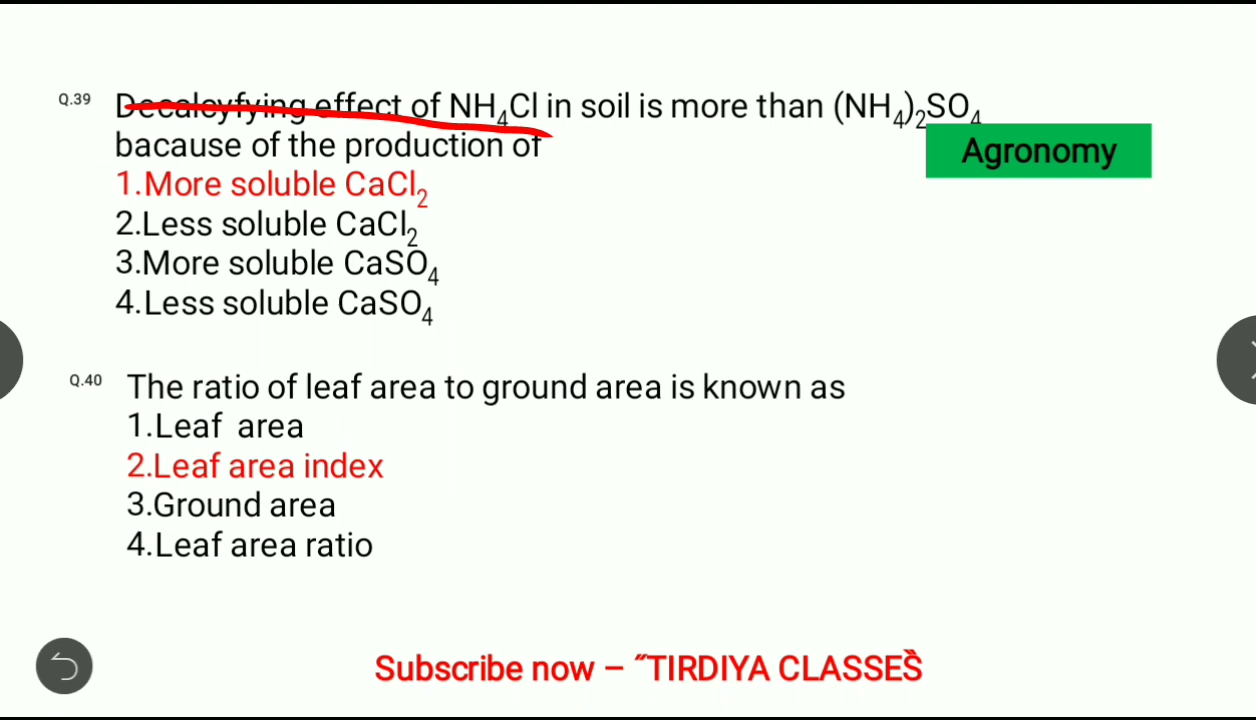 Q.39 Decalcyfying effect of NH₄Cl in soil is more than (NH₄)₂SO₄
bacause of the production of
Agronomy
1.More soluble CaCl₂
2.Less soluble CaCl₂
3.More soluble CaSO₄
4.Less soluble CaSO₄
Q.40 The ratio of leaf area to ground area is known as
1.Leaf area
2.Leaf area index
3.Ground area
4.Leaf area ratio
Subscribe now – ˝TIRDIYA CLASSES̏